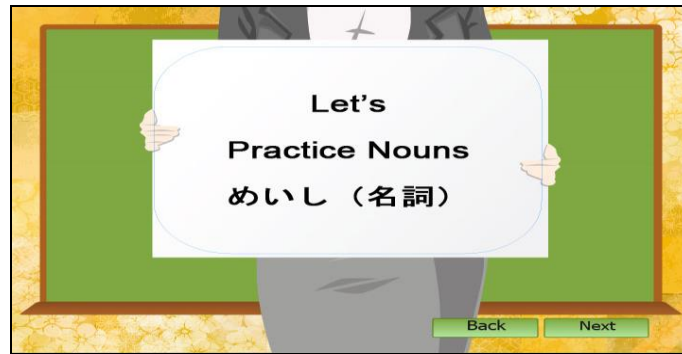 Let's
Practice Nouns
めいし（名詞）
Back
Next